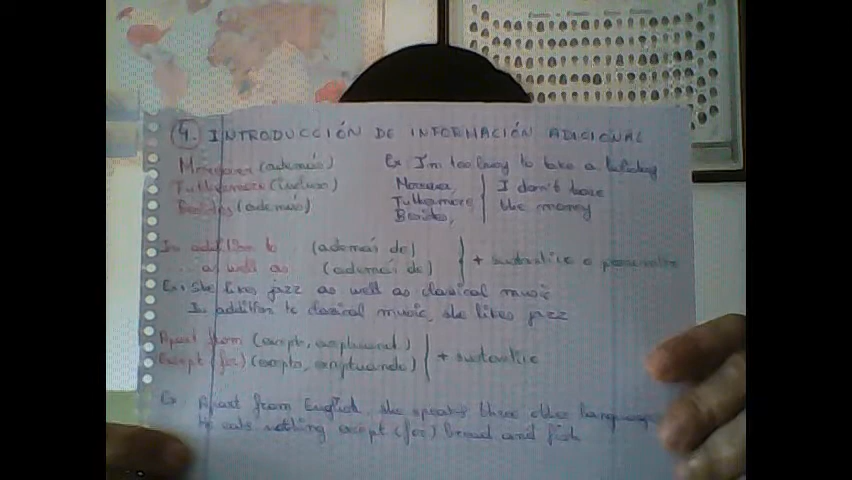 4. INTRODUCCIÓN DE INFORMACIÓN ADICIONAL
Moreover (además) Ex: I'm too busy to take a holiday
Furthermore (incluso) Moreover, I don't have
Besides (además) Furthermore the money
Besides,
In addition to (además de)
... as well as (además de) + sustantivo o pronombre
Ex: She likes jazz as well as classical music
In addition to classical music, she likes jazz
Apart from (excepto, exceptuando)
Except (for) (excepto, exceptuando) + sustantivo
Ex: Apart from English, she speaks three other languages
He eats nothing except (for) bread and fish